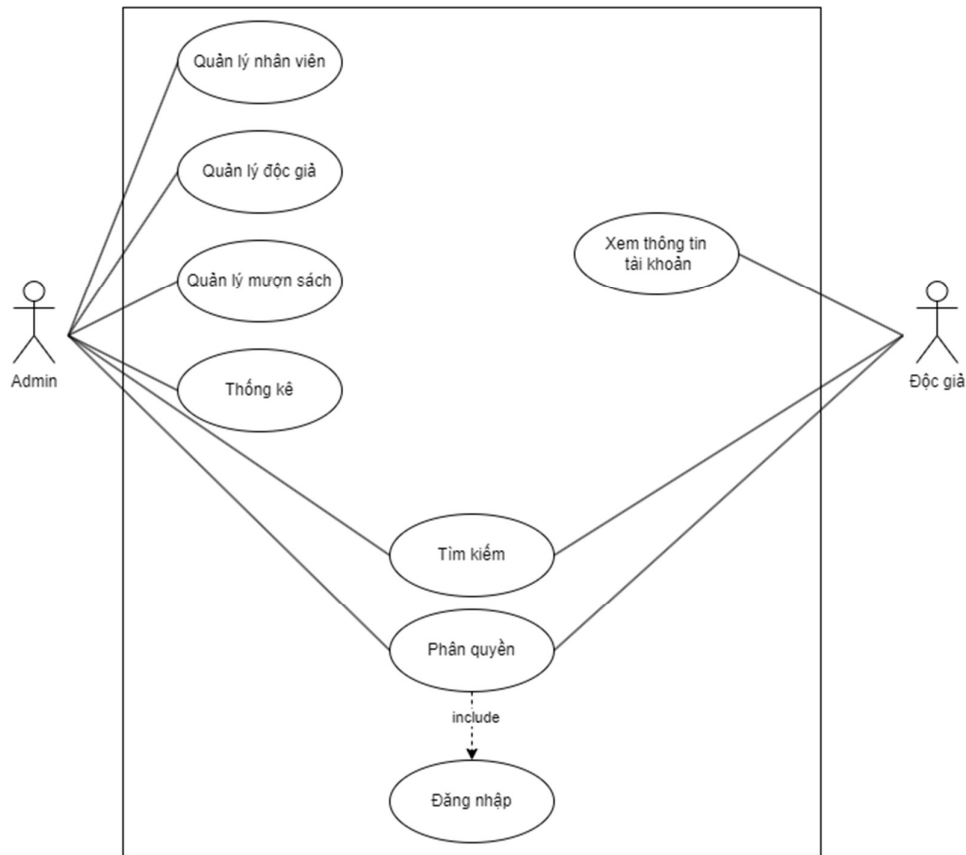 Quản lý nhân viên
Quản lý độc giả
Xem thông tin
tài khoản
Quản lý mượn sách
Admin
Thống kê
Độc giả
Tìm kiếm
Phân quyền
include
Đăng nhập